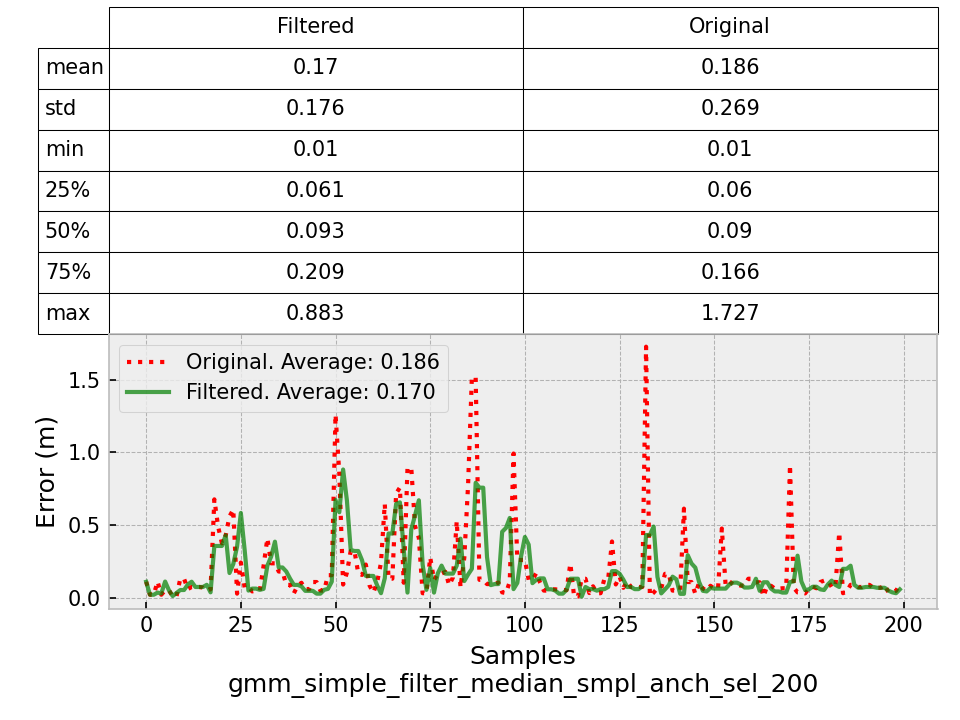 Filtered Original
mean 0.17 0.186
std 0.176 0.269
min 0.01 0.01
25% 0.061 0.06
50% 0.093 0.09
75% 0.209 0.166
max 0.883 1.727
Original. Average: 0.186
Filtered. Average: 0.170
Error (m)
1.5
1.0
0.5
0.0
0 25 50 75 100 125 150 175 200
Samples
gmm_simple_filter_median_smpl_anch_sel_200